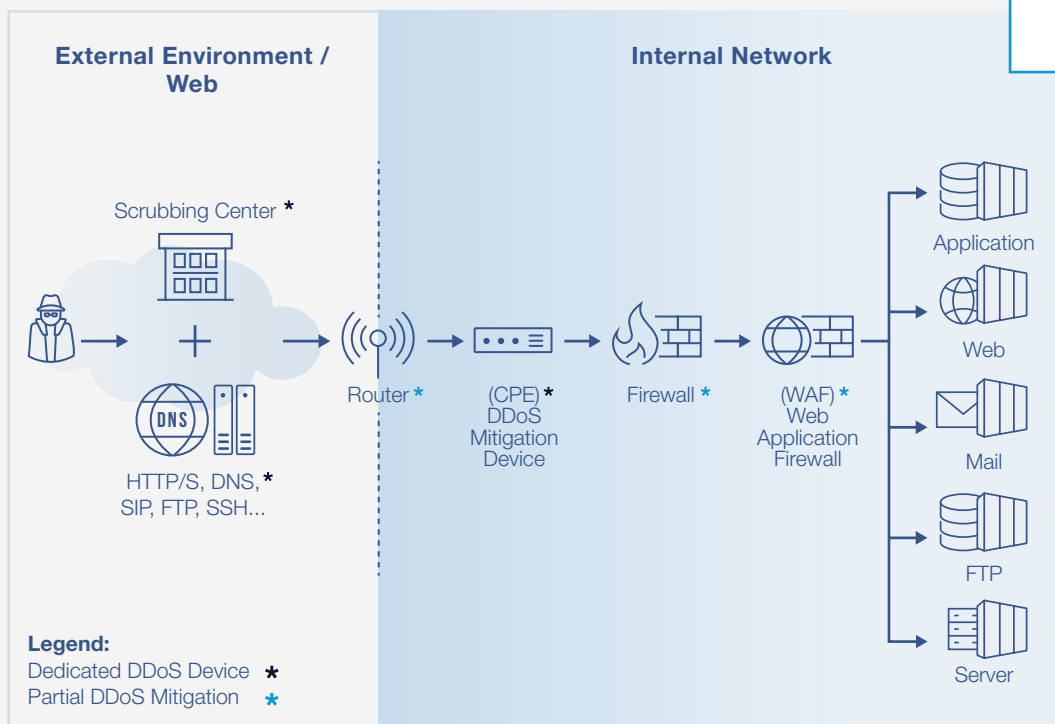 External Environment /
Web
Internal Network
Scrubbing Center *
DNS
HTTP/S, DNS, *
SIP, FTP, SSH...
Router *
(CPE) *
DDoS
Mitigation
Device
Firewall *
(WAF) *
Web
Application
Firewall
Application
Web
Mail
FTP
Server
Legend:
Dedicated DDoS Device *
Partial DDoS Mitigation *